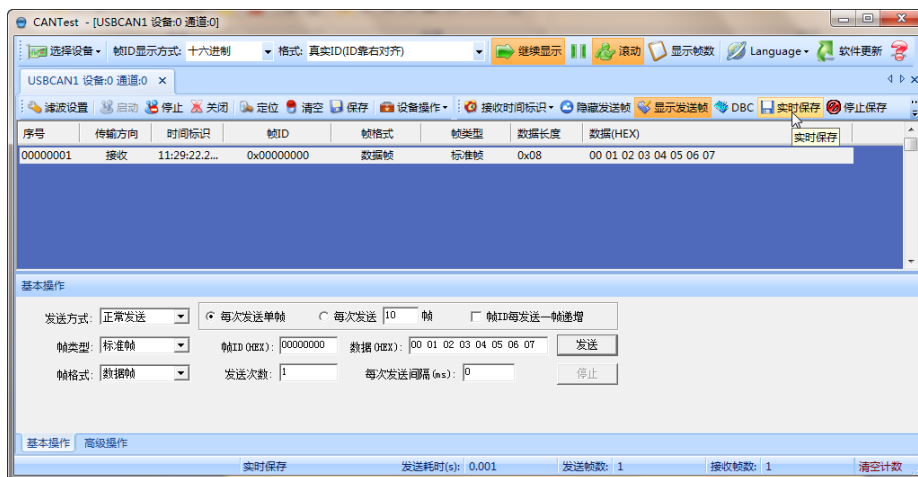 CANTest - [USBCAN1 设备:0 通道:0]
选择设备 帧ID显示方式: 十六进制 格式: 真实ID(ID靠右对齐) 继续显示 滚动 显示帧数 Language 软件更新
USBCAN1 设备:0 通道:0
滤波设置 启动 停止 关闭 定位 清空 保存 设备操作 接收时间标识 隐藏发送帧 显示发送帧 DBC 实时保存 停止保存
序号 传输方向 时间标识 帧ID 帧格式 帧类型 数据长度 数据(HEX)
实时保存
00000001 接收 11:29:22.2... 0x00000000 数据帧 标准帧 0x08 00 01 02 03 04 05 06 07
基本操作
发送方式: 正常发送 每次发送单帧 每次发送 10 帧 帧ID每发送一帧递增
帧类型: 标准帧 帧ID(HEX): 00000000 数据(HEX): 00 01 02 03 04 05 06 07 发送
帧格式: 数据帧 发送次数: 1 每次发送间隔(ms): 0 停止
基本操作 高级操作
实时保存 发送耗时(s): 0.001 发送帧数: 1 接收帧数: 1 清空计数